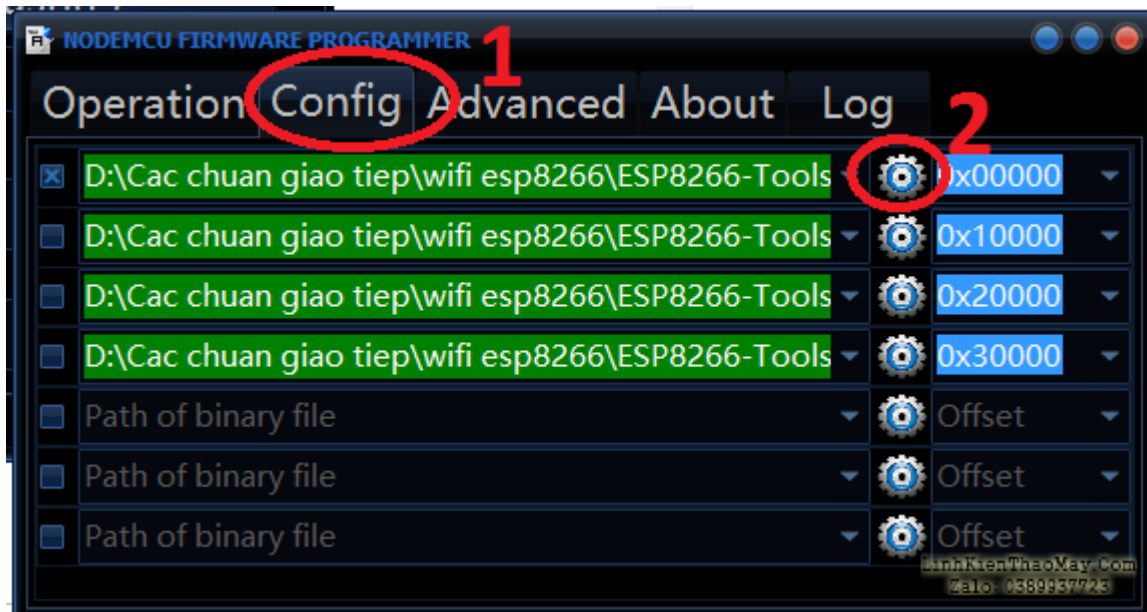 NODEMCU FIRMWARE PROGRAMMER
1
Operation Config Advanced About Log
2
D:\Cac chuan giao tiep\wifi esp8266\ESP8266-Tools 0x00000
D:\Cac chuan giao tiep\wifi esp8266\ESP8266-Tools 0x10000
D:\Cac chuan giao tiep\wifi esp8266\ESP8266-Tools 0x20000
D:\Cac chuan giao tiep\wifi esp8266\ESP8266-Tools 0x30000
Path of binary file Offset
Path of binary file Offset
Path of binary file Offset
LinhKienThaoMay.Com
Zalo: 0389937723